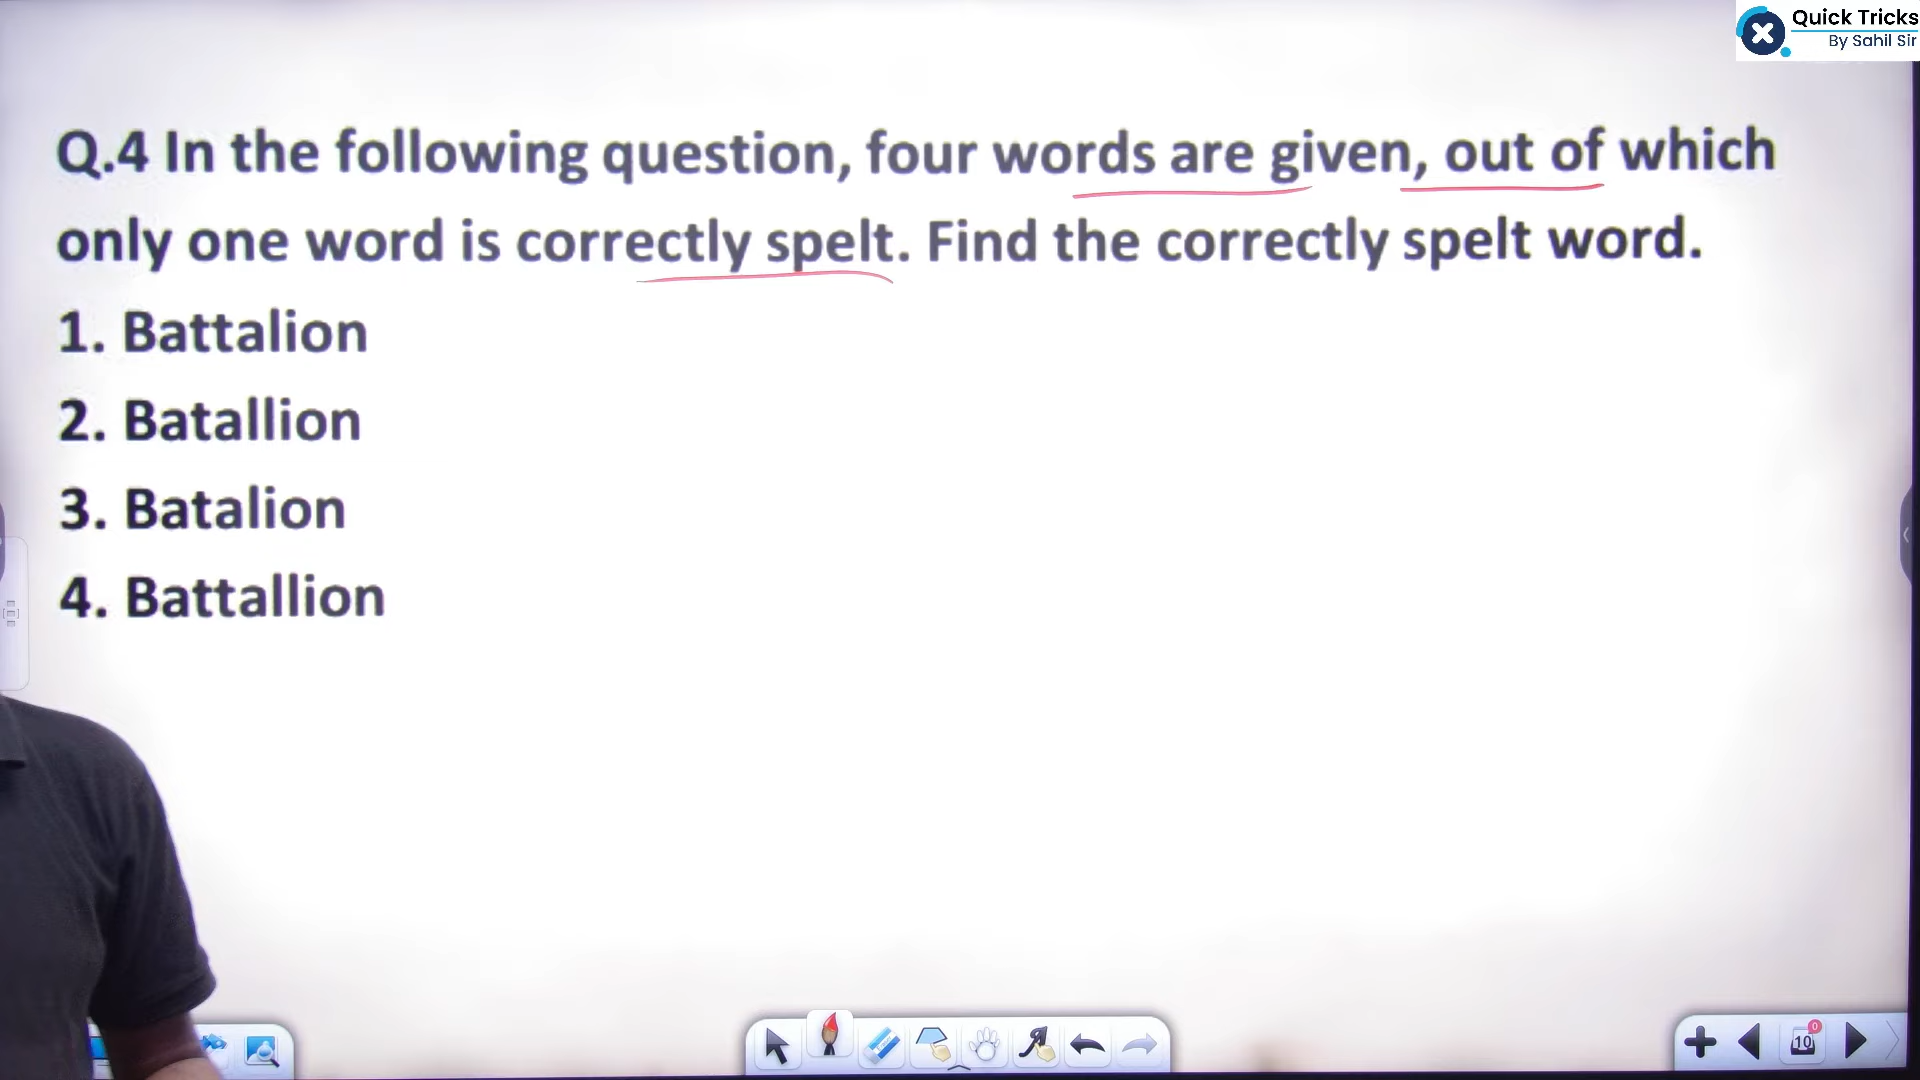 Quick Tricks
By Sahil Sir
Q.4 In the following question, four words are given, out of which
only one word is correctly spelt. Find the correctly spelt word.
1. Battalion
2. Batallion
3. Batalion
4. Battallion
10
0